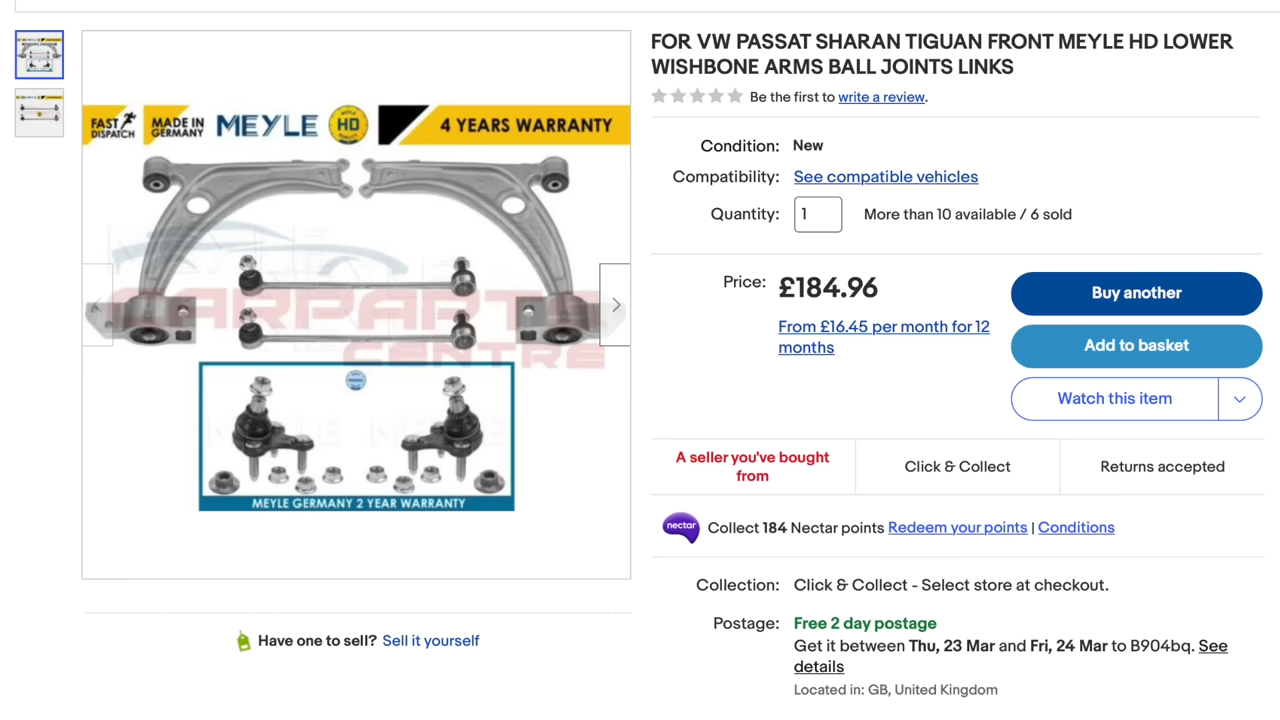 FOR VW PASSAT SHARAN TIGUAN FRONT MEYLE HD LOWER
WISHBONE ARMS BALL JOINTS LINKS
Be the first to write a review.
Condition: New
Compatibility: See compatible vehicles
Quantity: 1 More than 10 available / 6 sold
Price: £184.96
From £16.45 per month for 12
months
Buy another
Add to basket
Watch this item
A seller you've bought
from
Click & Collect
Returns accepted
nectar Collect 184 Nectar points Redeem your points | Conditions
Collection: Click & Collect - Select store at checkout.
Postage: Free 2 day postage
Get it between Thu, 23 Mar and Fri, 24 Mar to B904bq. See
details
Located in: GB, United Kingdom
FAST
DISPATCH
MADE IN
GERMANY
MEYLE
HD
4 YEARS WARRANTY
CARPARTS
CENTRE
MEYLE GERMANY 2 YEAR WARRANTY
Have one to sell? Sell it yourself